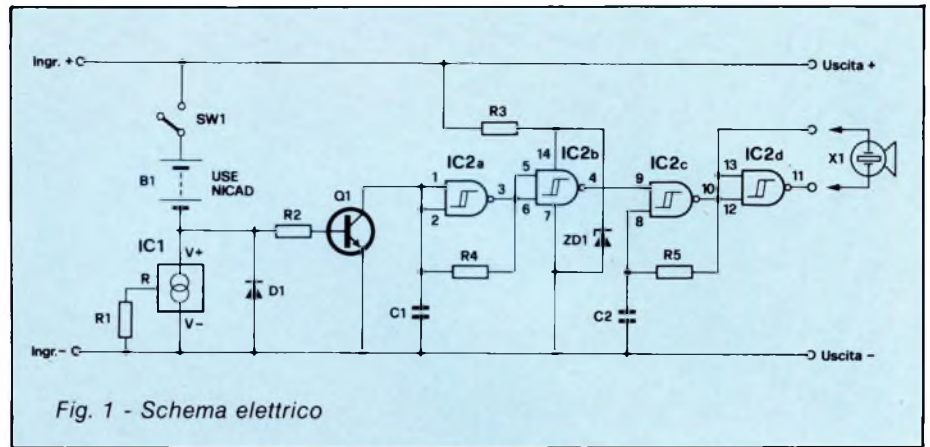 Ingr. +
Uscita +
SW1
R3
B1
USE
NICAD
14
IC2a
IC2b
IC2c
IC2d
X1
Q1
1
2
3
5
6
4
7
9
8
10
13
12
11
R2
IC1
V+
R
V-
R1
D1
R4
ZD1
R5
C1
C2
Ingr.-
Uscita -
Fig. 1 - Schema elettrico